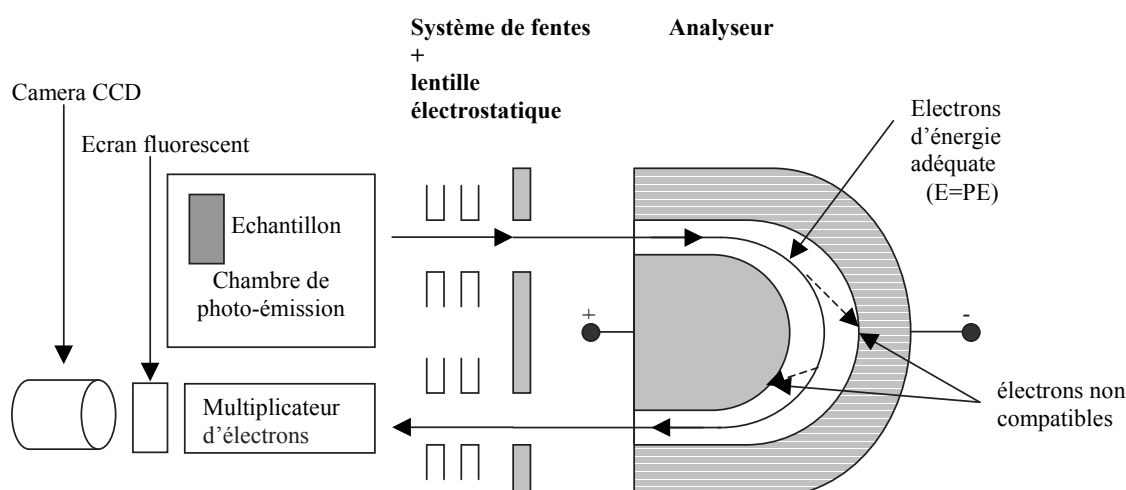 Système de fentes
+
lentille
électrostatique
Analyseur
Camera CCD
Ecran fluorescent
Electrons
d’énergie
adéquate
(E=PE)
Echantillon
Chambre de
photo-émission
+
-
électrons non
compatibles
Multiplicateur
d’électrons